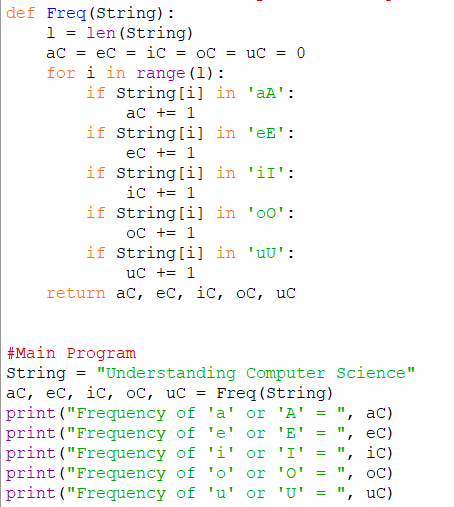 def Freq(String):
    l = len(String)
    aC = eC = iC = oC = uC = 0
    for i in range(l):
        if String[i] in 'aA':
            aC += 1
        if String[i] in 'eE':
            eC += 1
        if String[i] in 'iI':
            iC += 1
        if String[i] in 'oO':
            oC += 1
        if String[i] in 'uU':
            uC += 1
    return aC, eC, iC, oC, uC
#Main Program
String = "Understanding Computer Science"
aC, eC, iC, oC, uC = Freq(String)
print("Frequency of 'a' or 'A' = ", aC)
print("Frequency of 'e' or 'E' = ", eC)
print("Frequency of 'i' or 'I' = ", iC)
print("Frequency of 'o' or 'O' = ", oC)
print("Frequency of 'u' or 'U' = ", uC)